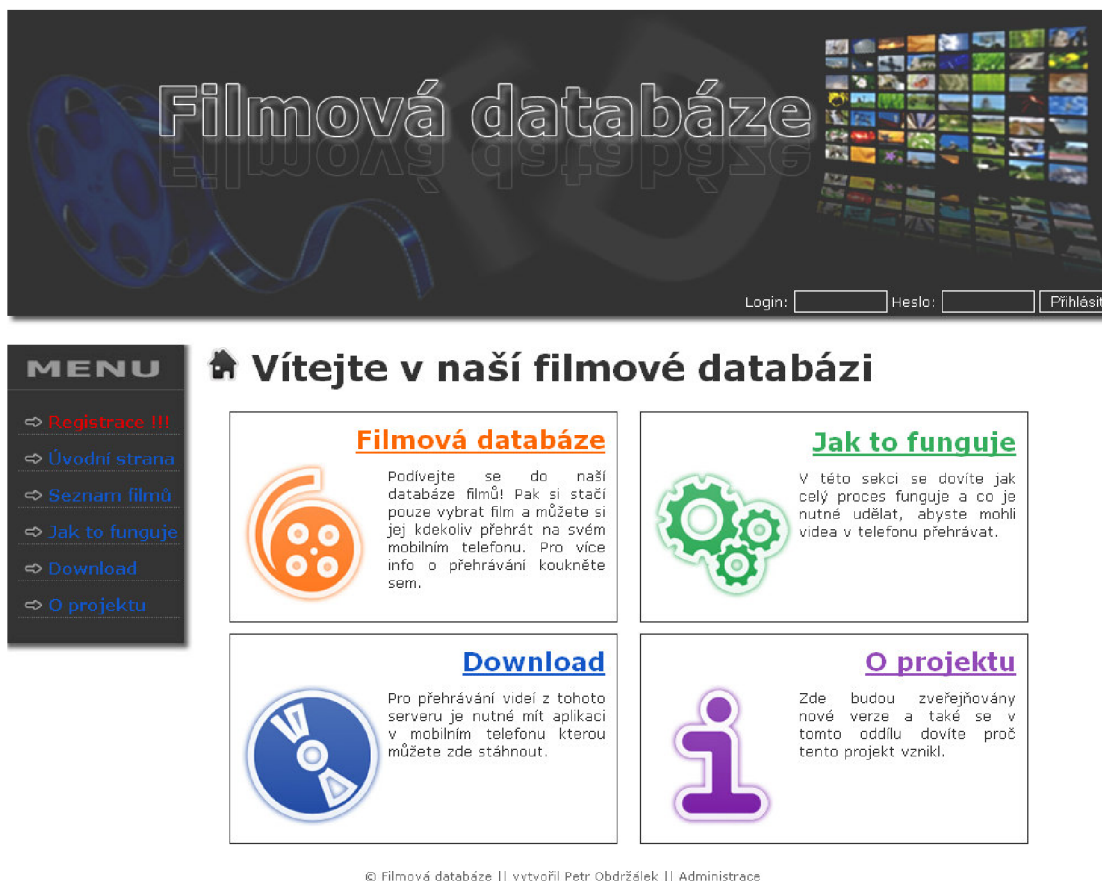 Filmová databáze
Login:
Heslo:
Přihlásit
MENU
Registrace !!!
Úvodní strana
Seznam filmů
Jak to funguje
Download
O projektu
Vítejte v naší filmové databázi
Filmová databáze
Podívejte se do naší
databáze filmů! Pak si stačí
pouze vybrat film a můžete si
jej kdekoliv přehrát na svém
mobilním telefonu. Pro více
info o přehrávání koukněte
sem.
Jak to funguje
V této sekci se dovíte jak
celý proces funguje a co je
nutné udělat, abyste mohli
videa v telefonu přehrávat.
Download
Pro přehrávání videí z tohoto
serveru je nutné mít aplikaci
v mobilním telefonu kterou
můžete zde stáhnout.
O projektu
Zde budou zveřejňovány
nové verze a také se v
tomto oddílu dovíte proč
tento projekt vznikl.
© Filmová databáze || vytvořil Petr Obdržálek || Administrace